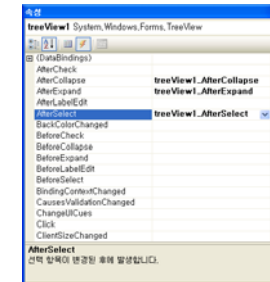 속성
treeView1 System.Windows.Forms.TreeView
(DataBindings)
AfterCheck
AfterCollapse treeView1_AfterCollapse
AfterExpand treeView1_AfterExpand
AfterLabelEdit
AfterSelect treeView1_AfterSelect
BackColorChanged
BeforeCheck
BeforeCollapse
BeforeExpand
BeforeLabelEdit
BeforeSelect
BindingContextChanged
CausesValidationChanged
ChangeUICues
Click
ClientSizeChanged
AfterSelect
선택 항목이 변경된 후에 발생합니다.